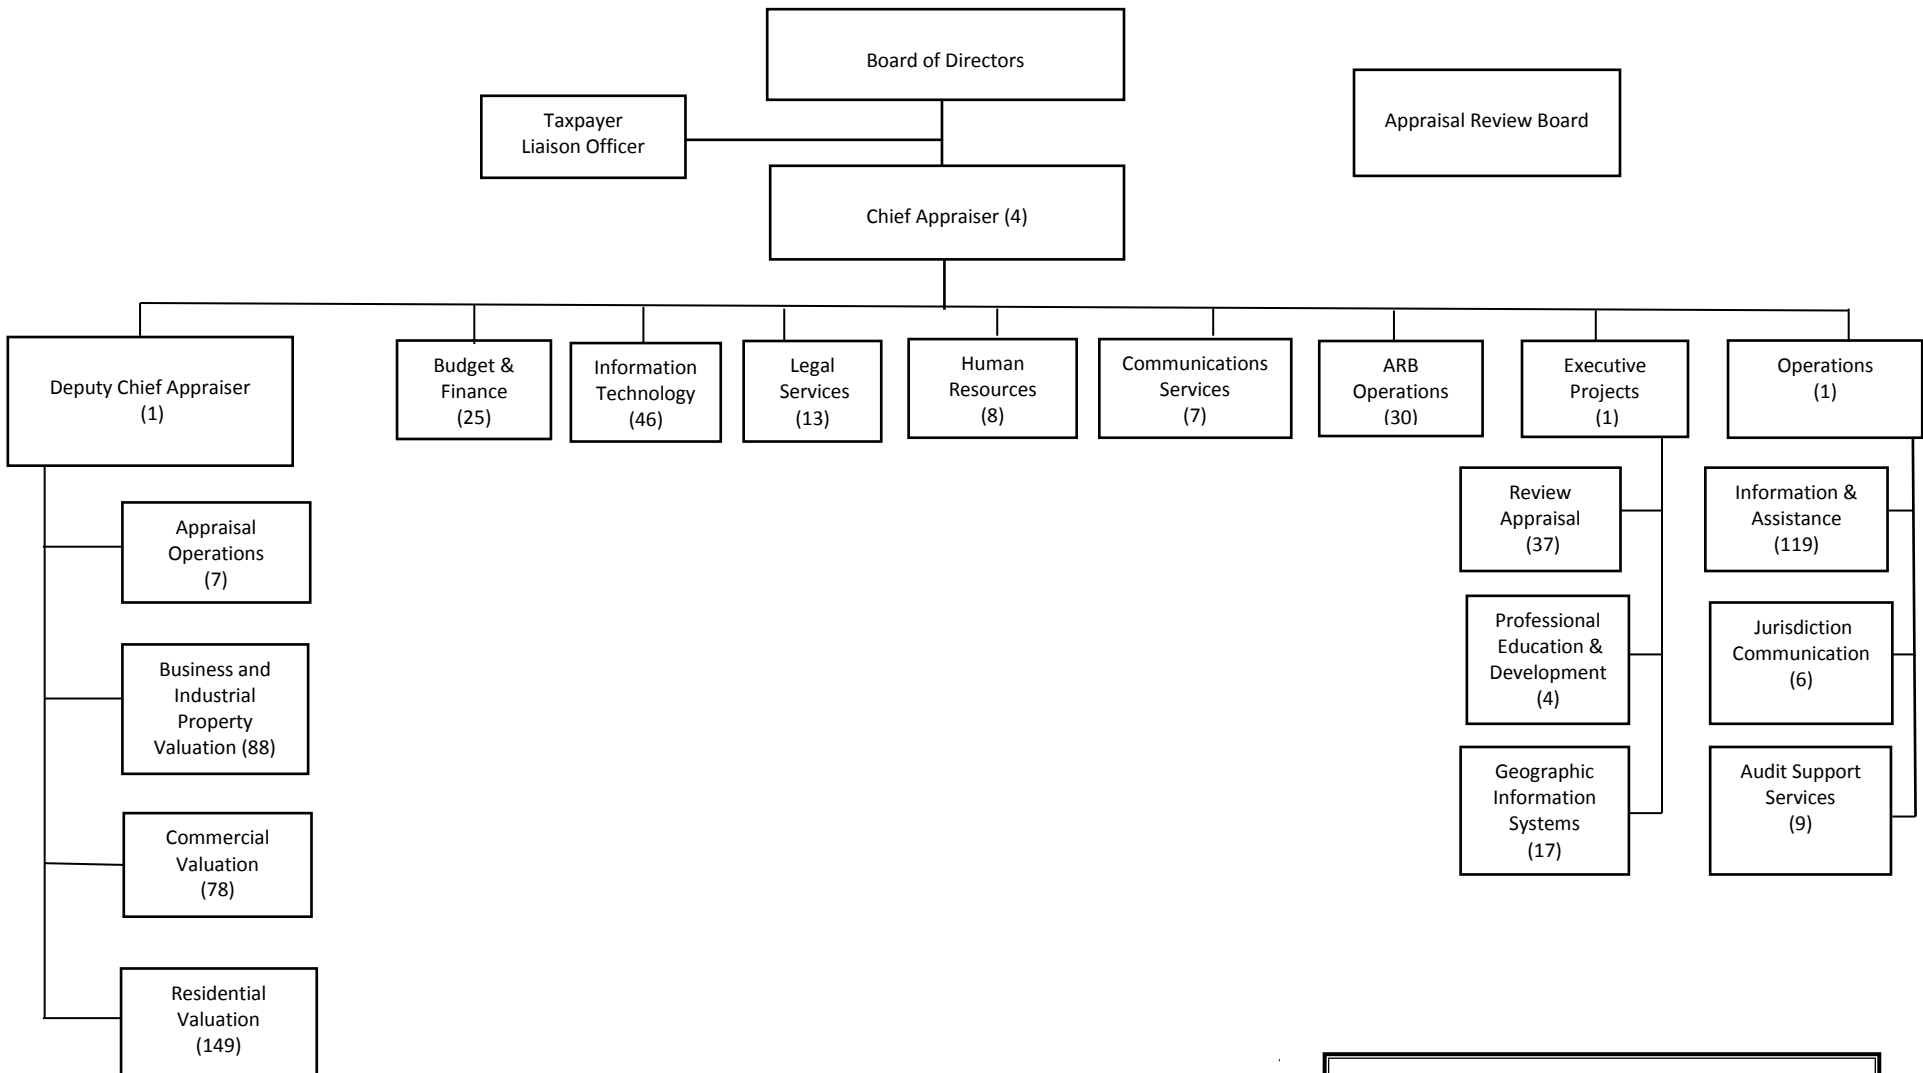 Board of Directors
Taxpayer
Liaison Officer
Appraisal Review Board
Chief Appraiser (4)
Deputy Chief Appraiser
(1)
Budget &
Finance
(25)
Information
Technology
(46)
Legal
Services
(13)
Human
Resources
(8)
Communications
Services
(7)
ARB
Operations
(30)
Executive
Projects
(1)
Operations
(1)
Appraisal
Operations
(7)
Business and
Industrial
Property
Valuation (88)
Commercial
Valuation
(78)
Residential
Valuation
(149)
Review
Appraisal
(37)
Professional
Education &
Development
(4)
Geographic
Information
Systems
(17)
Information &
Assistance
(119)
Jurisdiction
Communication
(6)
Audit Support
Services
(9)